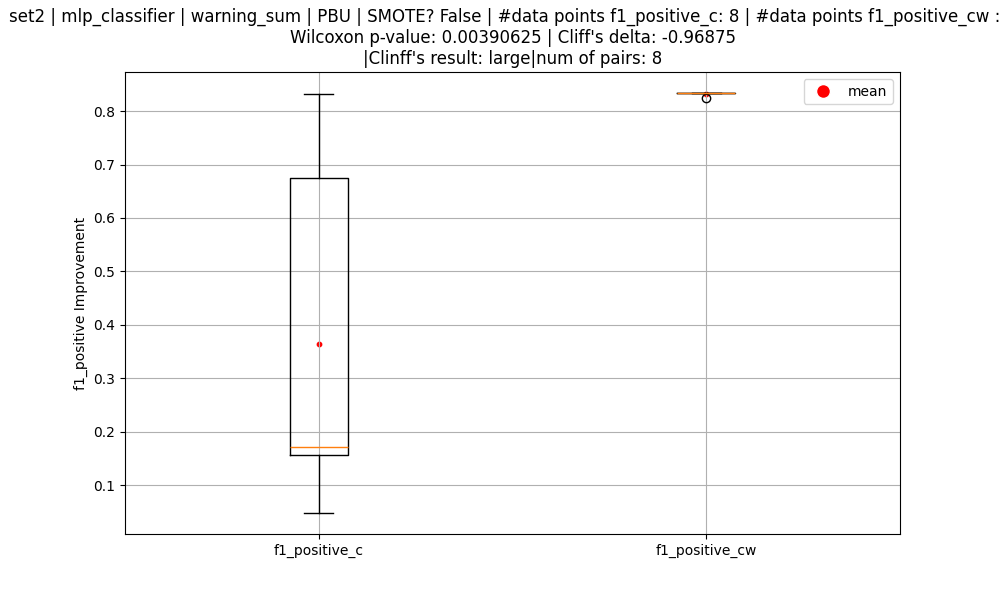 set2 | mlp_classifier | warning_sum | PBU | SMOTE? False | #data points f1_positive_c: 8 | #data points f1_positive_cw :
Wilcoxon p-value: 0.00390625 | Cliff's delta: -0.96875
|Clinff's result: large|num of pairs: 8
mean
0.8
0.7
0.6
0.5
0.4
0.3
0.2
0.1
f1_positive Improvement
f1_positive_c
f1_positive_cw